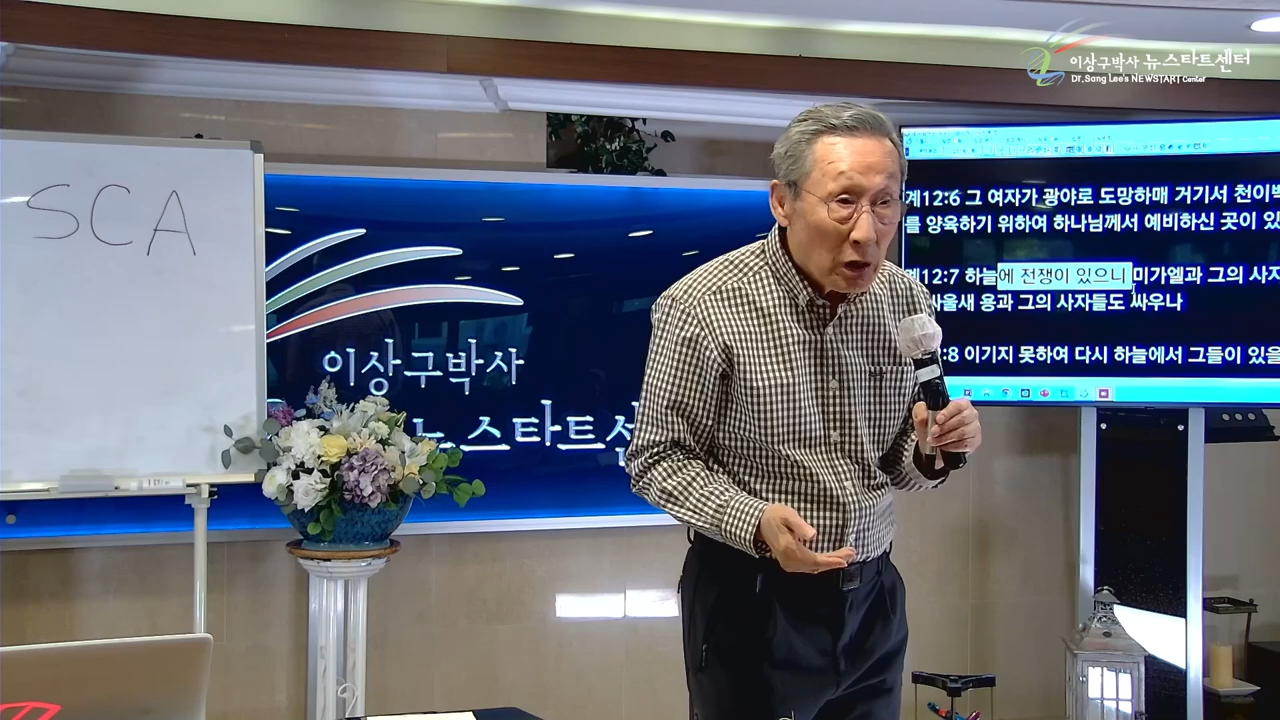 이상구박사 뉴스타트센터
Dr. Sang Lee's NEWSTART Center
SCA
이상구박사
뉴스타트센
계12:6 그 여자가 광야로 도망하매 거기서 천이백
를 양육하기 위하여 하나님께서 예비하신 곳이 있
계12:7 하늘에 전쟁이 있으니 미가엘과 그의 사자
싸울새 용과 그의 사자들도 싸우나
:8 이기지 못하여 다시 하늘에서 그들이 있을